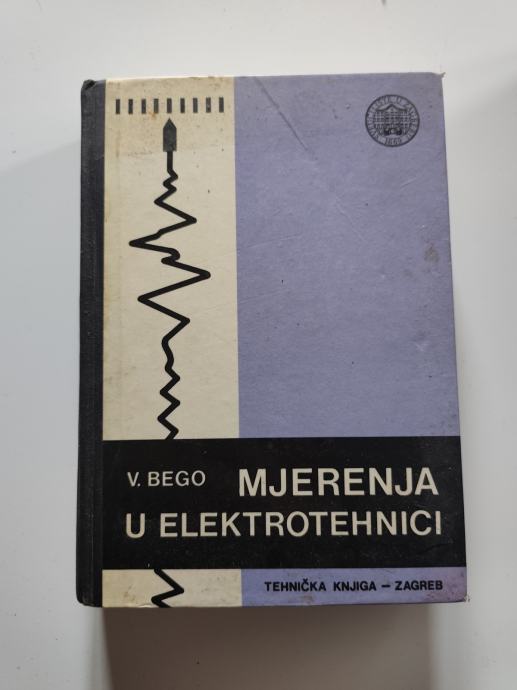 V. BEGO MJERENJA
U ELEKTROTEHNICI
TEHNIČKA KNJIGA – ZAGREB